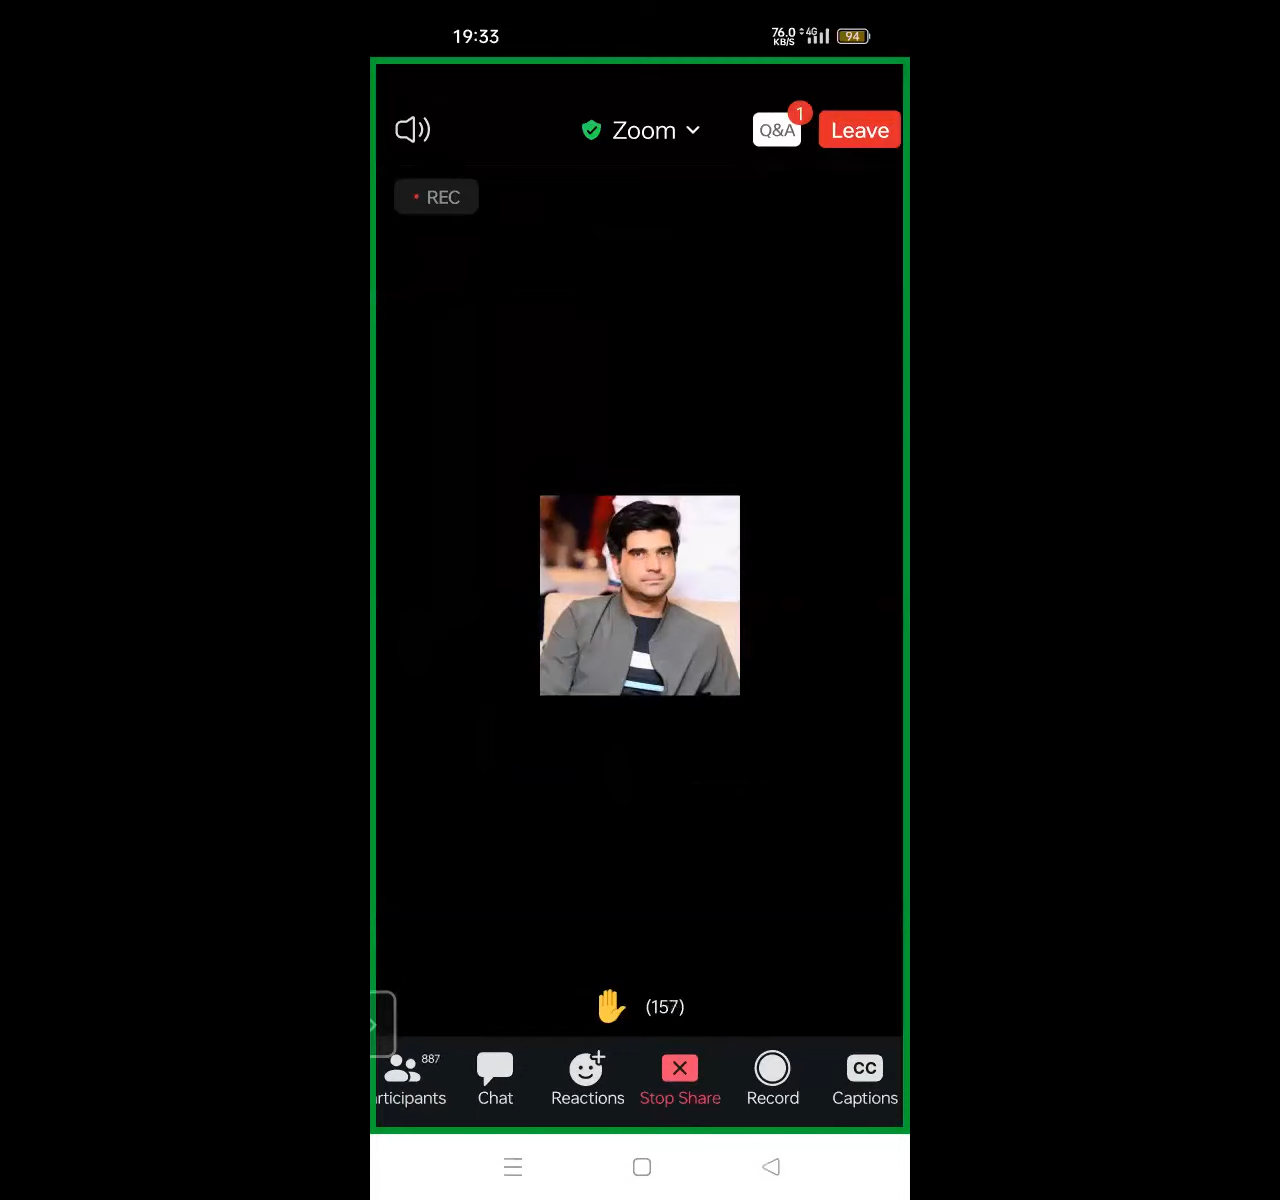 19:33
76.0 KB/S 4G 94
Zoom
Q&A
1
Leave
REC
(157)
887
rticipants
Chat
Reactions
Stop Share
Record
CC
Captions